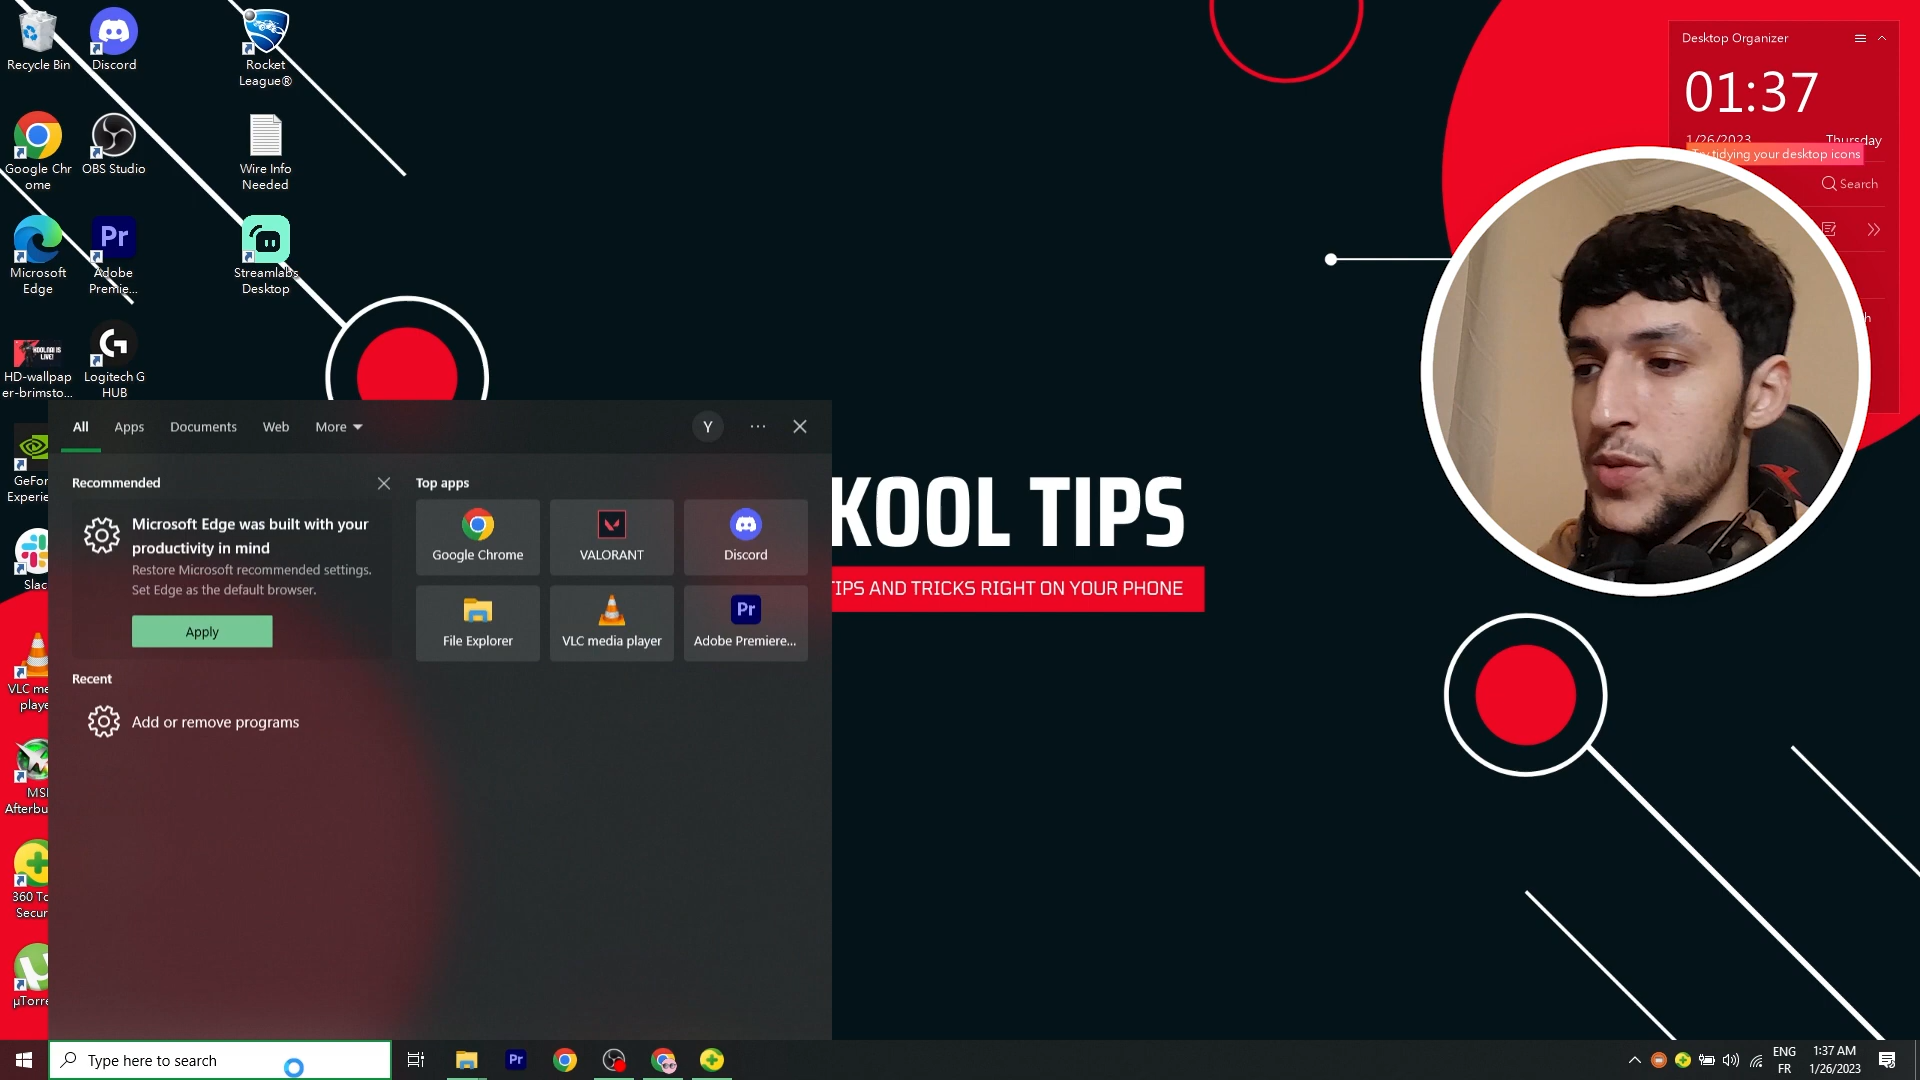 Recycle Bin
Discord
Rocket
League®
Google Chr
ome
OBS Studio
Wire Info
Needed
Microsoft
Edge
Adobe
Premie...
Streamlabs
Desktop
HD-wallpap
er-brimsto...
Logitech G
HUB
GeFor
Experie
Slac
VLC me
playe
MSI
Afterbu
360 To
Secur
µTorre
Desktop Organizer
01:37
1/26/2023
Thursday
tidying your desktop icons
Search
All
Apps
Documents
Web
More
Y
Recommended
Microsoft Edge was built with your
productivity in mind
Restore Microsoft recommended settings.
Set Edge as the default browser.
Apply
Recent
Add or remove programs
Top apps
Google Chrome
VALORANT
Discord
File Explorer
VLC media player
Adobe Premiere...
KOOL TIPS
TIPS AND TRICKS RIGHT ON YOUR PHONE
Type here to search
ENG
FR
1:37 AM
1/26/2023